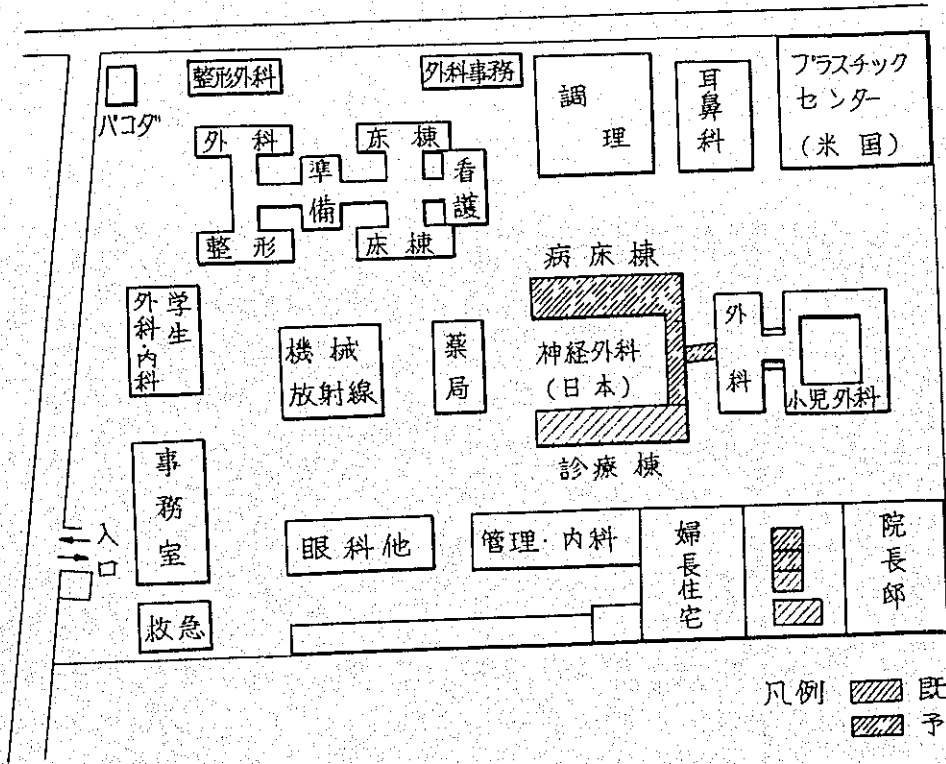 パコダ
整形外科
外科事務
調
理
耳鼻科
プラスチック
センター
(米国)
外科
準備
床棟
看護
整形
床棟
病床棟
学生
外科・内科
機械
放射線
薬局
神経外科
(日本)
外科
小児外科
診療棟
事務室
入口
眼科他
管理・内科
婦長住宅
院長邸
救急
凡例
既
予